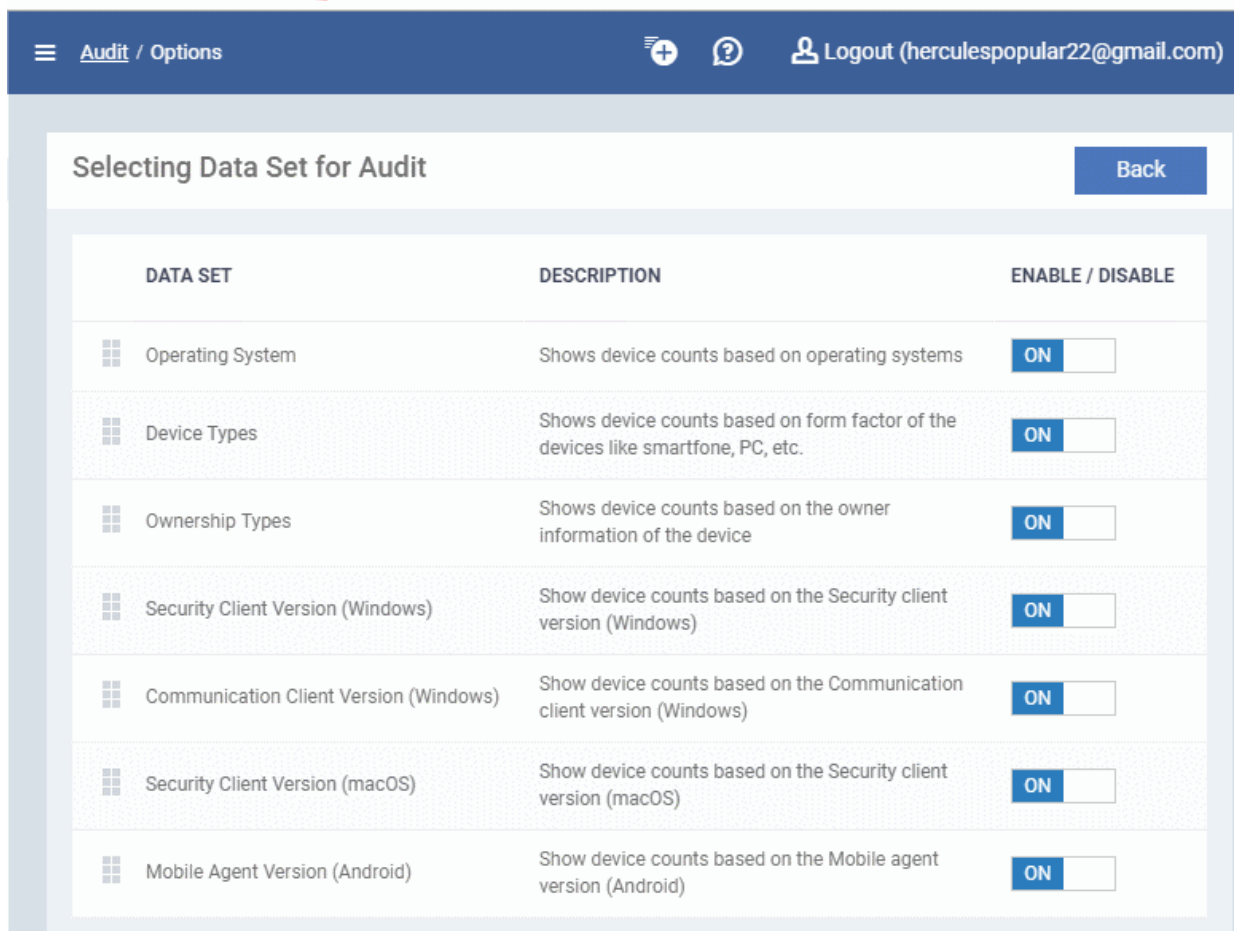 Audit / Options
Logout (herculespopular22@gmail.com)
Selecting Data Set for Audit
Back
DATA SET
DESCRIPTION
ENABLE / DISABLE
Operating System
Shows device counts based on operating systems
ON
Device Types
Shows device counts based on form factor of the
devices like smartfone, PC, etc.
ON
Ownership Types
Shows device counts based on the owner
information of the device
ON
Security Client Version (Windows)
Show device counts based on the Security client
version (Windows)
ON
Communication Client Version (Windows)
Show device counts based on the Communication
client version (Windows)
ON
Security Client Version (macOS)
Show device counts based on the Security client
version (macOS)
ON
Mobile Agent Version (Android)
Show device counts based on the Mobile agent
version (Android)
ON